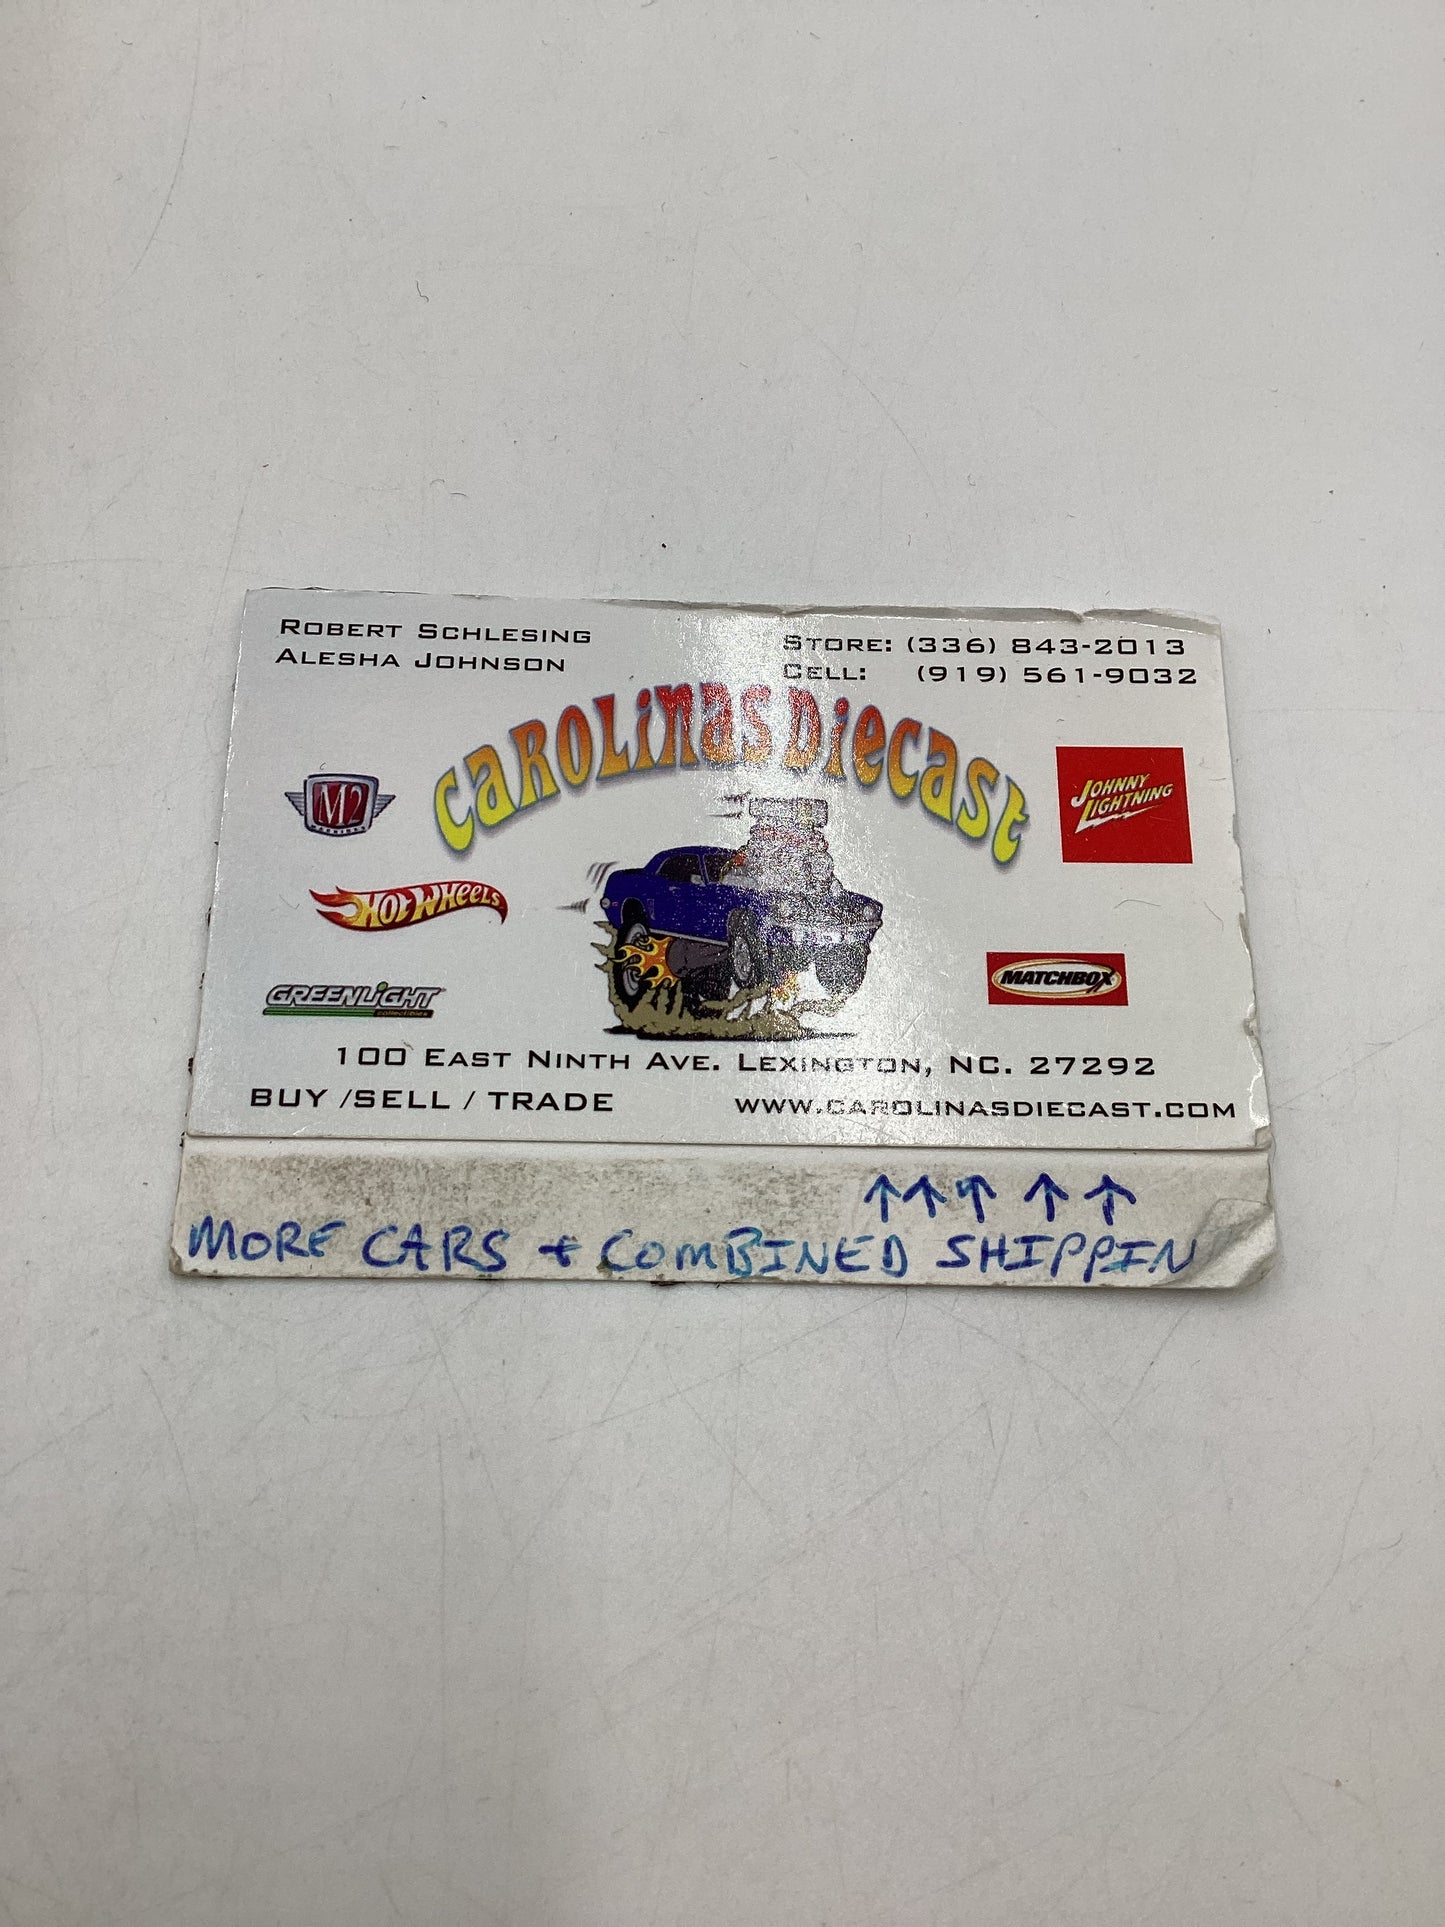 ROBERT SCHLESING
ALESHA JOHNSON
STORE: (336) 843-2013
CELL: (919) 561-9032
CAROLiNAS DiECAST
M2
MACHINES
JOHNNY
LIGHTNING
HOT WHEELS
MATCHBOX
GREENLiGHT
collectibles
100 EAST NINTH AVE. LEXINGTON, NC. 27292
BUY /SELL / TRADE
WWW.CAROLINASDIECAST.COM
↑↑↑↑↑
MORE CARS + COMBINED SHIPPIN